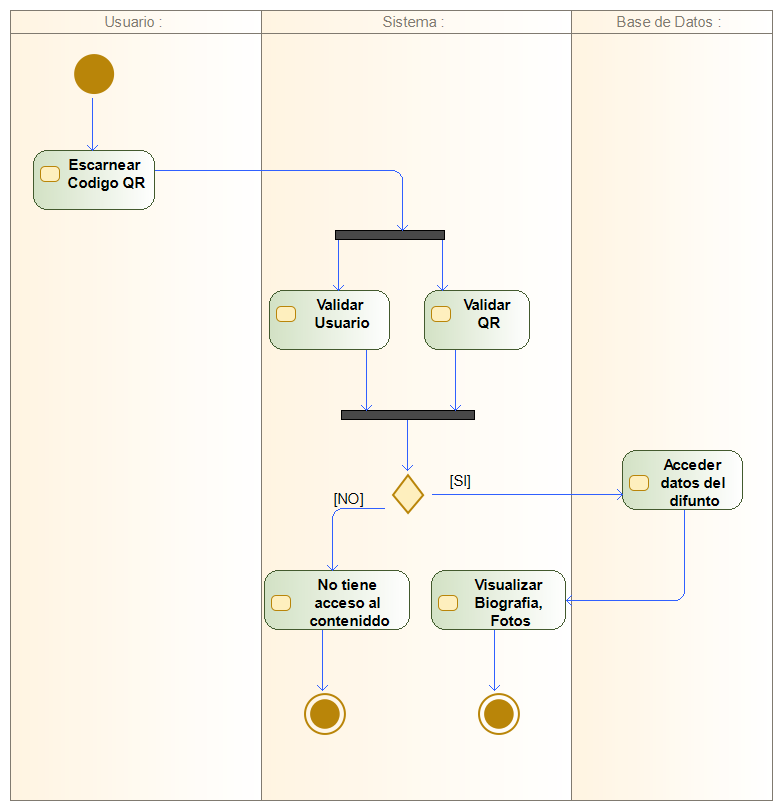 Usuario :
Sistema :
Base de Datos :
Escarnear
Codigo QR
Validar
Usuario
Validar
QR
[SI]
[NO]
Acceder
datos del
difunto
No tiene
acceso al
conteniddo
Visualizar
Biografia,
Fotos